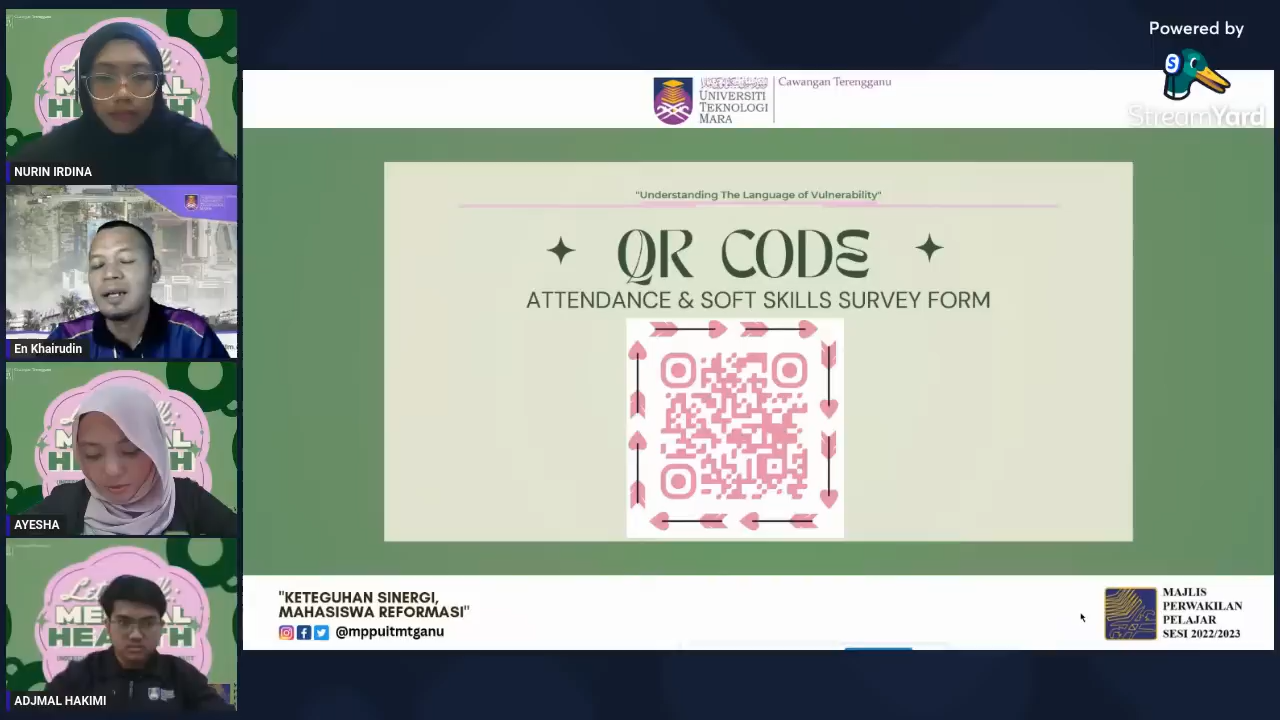 NURIN IRDINA
En Khairudin
AYESHA
ADJMAL HAKIMI
Powered by
StreamYard
UNIVERSITI
TEKNOLOGI
MARA
Cawangan Terengganu
"Understanding The Language of Vulnerability"
QR CODE
ATTENDANCE & SOFT SKILLS SURVEY FORM
"KETEGUHAN SINERGI,
MAHASISWA REFORMASI"
@mppuitmtganu
MAJLIS
PERWAKILAN
PELAJAR
SESI 2022/2023